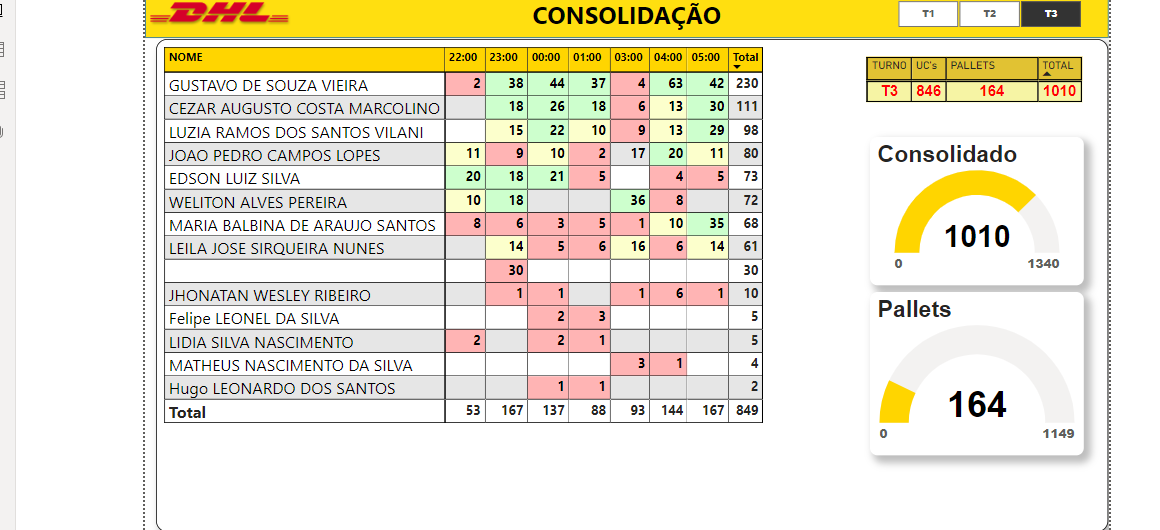 DHL CONSOLIDAÇÃO T1 T2 T3
NOME 22:00 23:00 00:00 01:00 03:00 04:00 05:00 Total
GUSTAVO DE SOUZA VIEIRA 2 38 44 37 4 63 42 230
CEZAR AUGUSTO COSTA MARCOLINO 18 26 18 6 13 30 111
LUZIA RAMOS DOS SANTOS VILANI 15 22 10 9 13 29 98
JOAO PEDRO CAMPOS LOPES 11 9 10 2 17 20 11 80
EDSON LUIZ SILVA 20 18 21 5 4 5 73
WELITON ALVES PEREIRA 10 18 36 8 72
MARIA BALBINA DE ARAUJO SANTOS 8 6 3 5 1 10 35 68
LEILA JOSE SIRQUEIRA NUNES 14 5 6 16 6 14 61
30 30
JHONATAN WESLEY RIBEIRO 1 1 1 6 1 10
Felipe LEONEL DA SILVA 2 3 5
LIDIA SILVA NASCIMENTO 2 2 1 5
MATHEUS NASCIMENTO DA SILVA 3 1 4
Hugo LEONARDO DOS SANTOS 1 1 2
Total 53 167 137 88 93 144 167 849
TURNO UC's PALLETS TOTAL
T3 846 164 1010
Consolidado
1010
0 1340
Pallets
164
0 1149